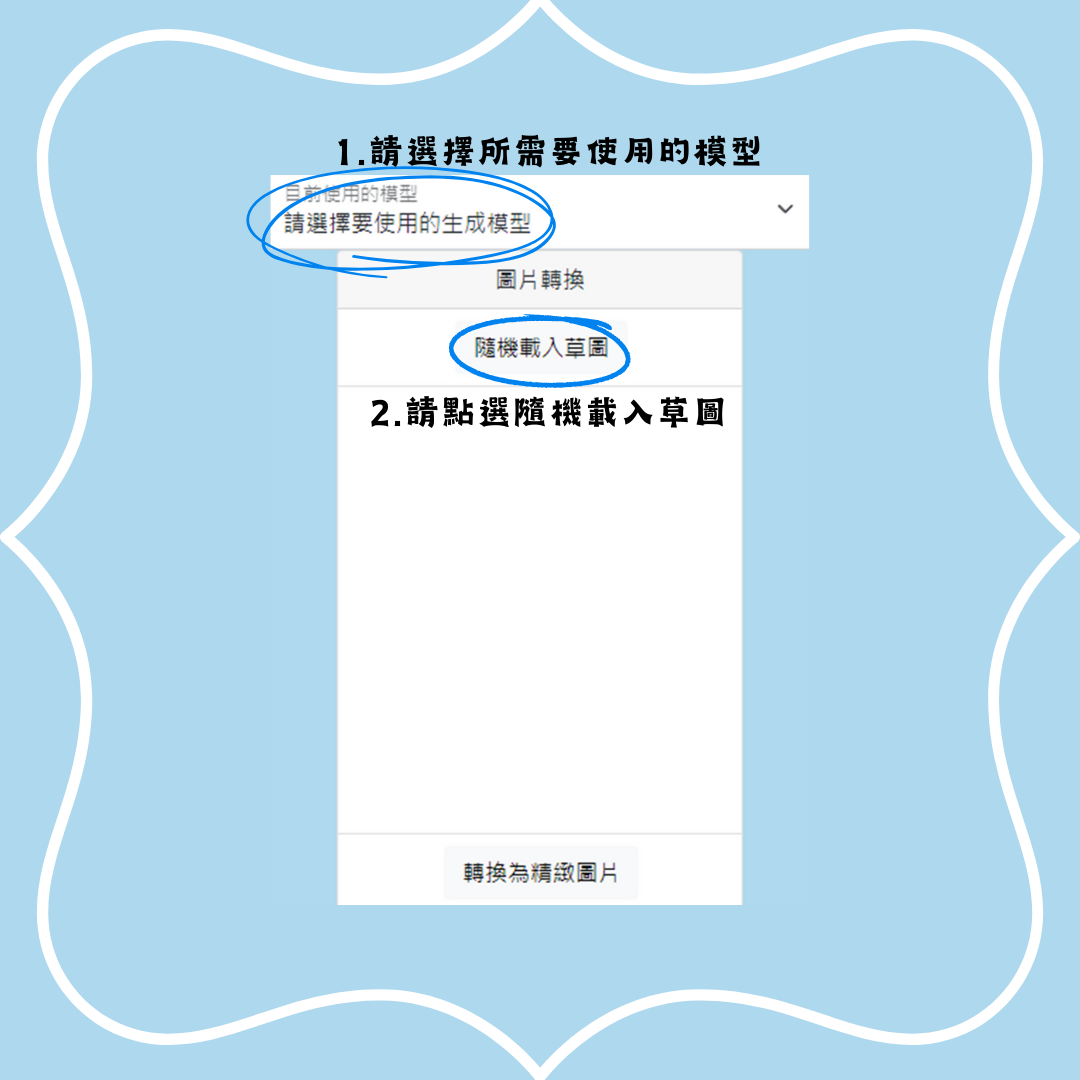 1.請選擇所需要使用的模型
目前使用的模型
請選擇要使用的生成模型
圖片轉換
隨機載入草圖
2.請點選隨機載入草圖
轉換為精緻圖片